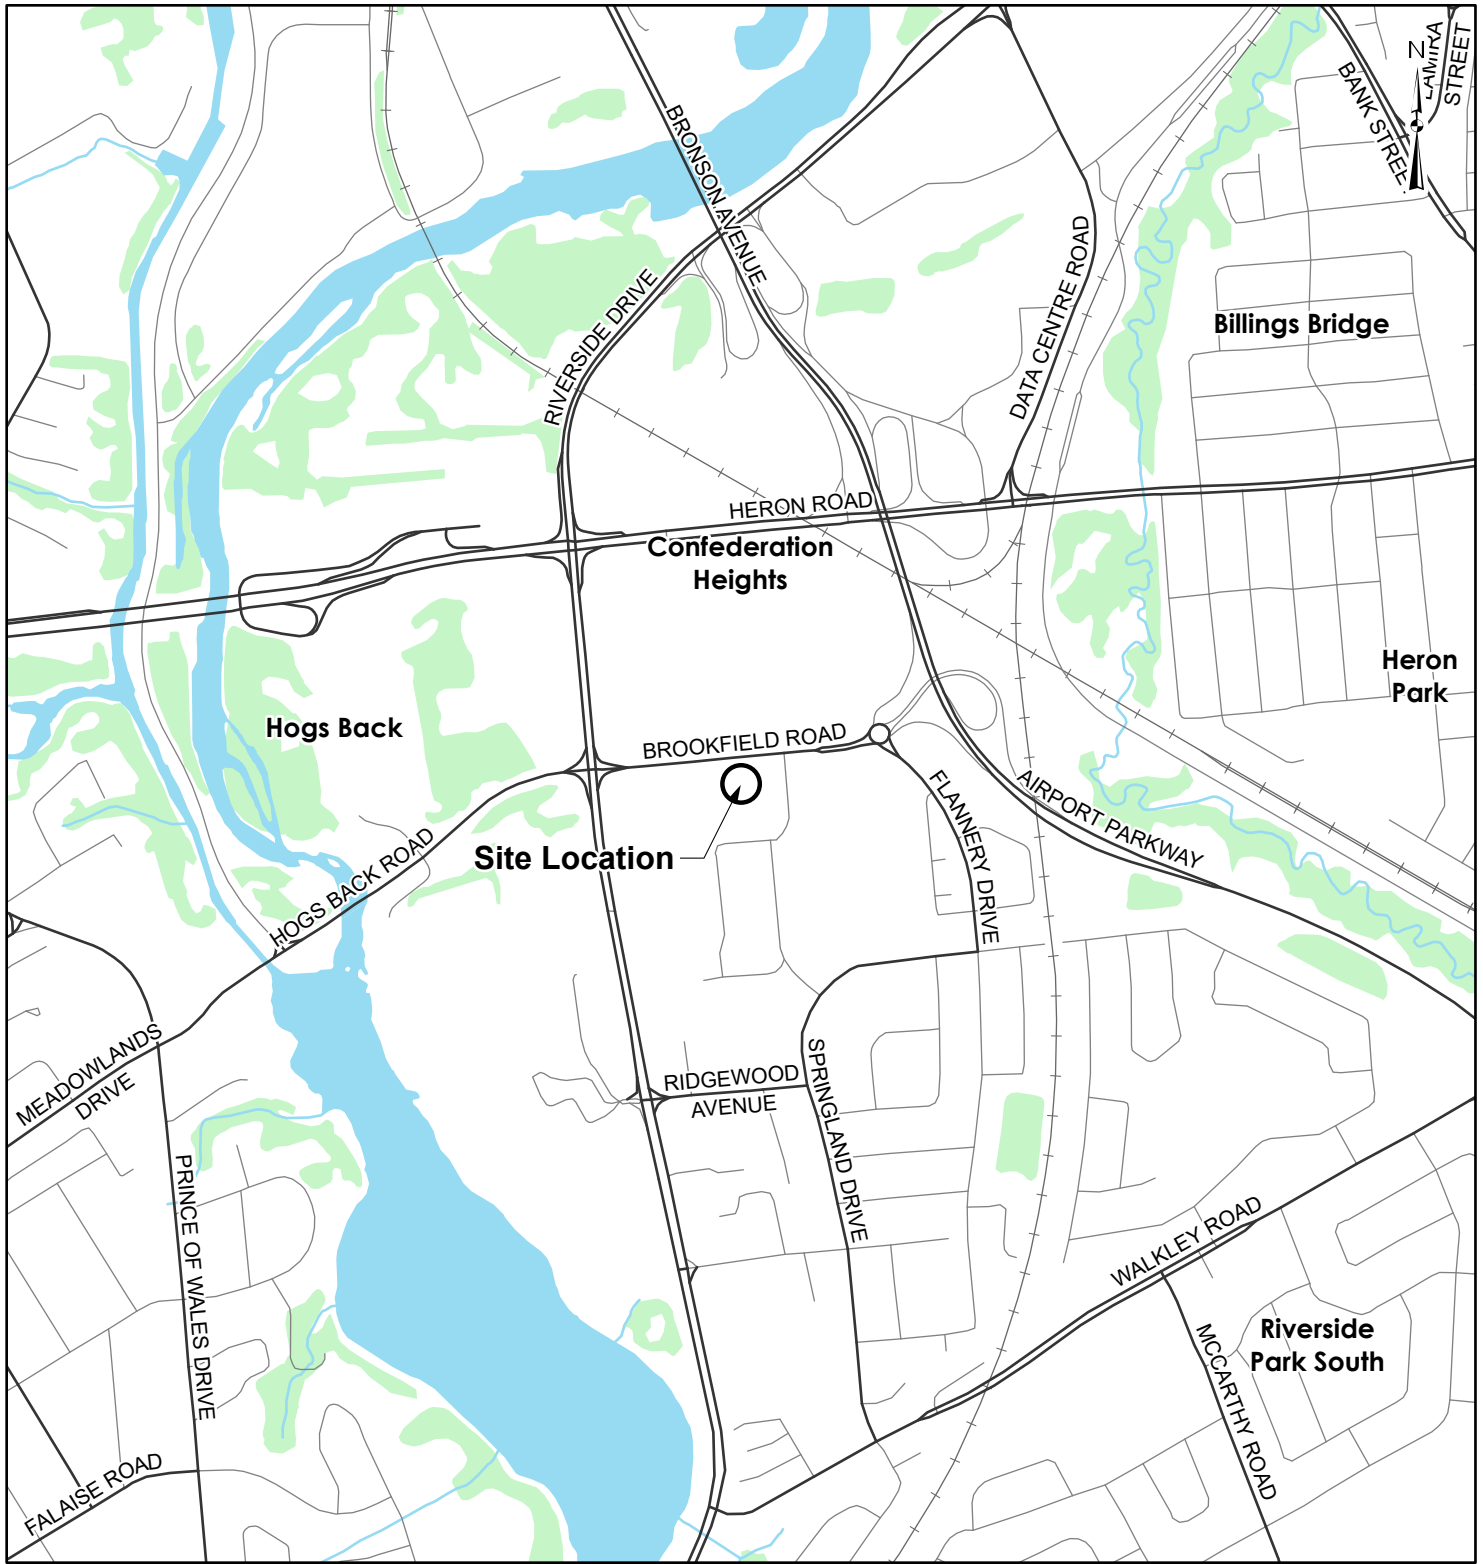 N
LAMIRA
STREET
BANK STREET
BRONSON AVENUE
RIVERSIDE DRIVE
DATA CENTRE ROAD
Billings Bridge
HERON ROAD
Confederation
Heights
Heron
Park
Hogs Back
BROOKFIELD ROAD
FLANNERY DRIVE
AIRPORT PARKWAY
Site Location
HOGS BACK ROAD
MEADOWLANDS
DRIVE
RIDGEWOOD
AVENUE
SPRINGLAND DRIVE
PRINCE OF WALES DRIVE
WALKLEY ROAD
Riverside
Park South
MCCARTHY ROAD
FALAISE ROAD